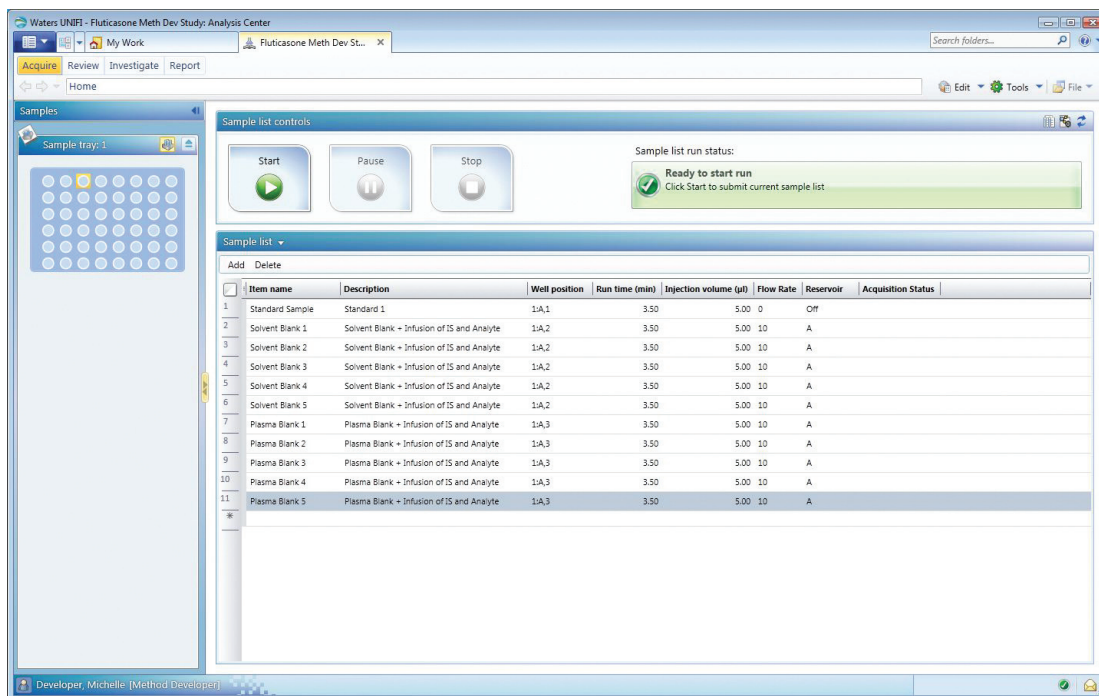 Waters UNIFI - Fluticasone Meth Dev Study: Analysis Center
My Work
Fluticasone Meth Dev St... X
Search folders...
Acquire Review Investigate Report
Home
Edit Tools File
Samples
Sample tray: 1
Sample list controls
Start Pause Stop
Sample list run status:
Ready to start run
Click Start to submit current sample list
Sample list
Add Delete
Item name Description Well position Run time (min) Injection volume (µl) Flow Rate Reservoir Acquisition Status
1 Standard Sample Standard 1 1:A,1 3.50 5.00 0 Off
2 Solvent Blank 1 Solvent Blank + Infusion of IS and Analyte 1:A,2 3.50 5.00 10 A
3 Solvent Blank 2 Solvent Blank + Infusion of IS and Analyte 1:A,2 3.50 5.00 10 A
4 Solvent Blank 3 Solvent Blank + Infusion of IS and Analyte 1:A,2 3.50 5.00 10 A
5 Solvent Blank 4 Solvent Blank + Infusion of IS and Analyte 1:A,2 3.50 5.00 10 A
6 Solvent Blank 5 Solvent Blank + Infusion of IS and Analyte 1:A,2 3.50 5.00 10 A
7 Plasma Blank 1 Plasma Blank + Infusion of IS and Analyte 1:A,3 3.50 5.00 10 A
8 Plasma Blank 2 Plasma Blank + Infusion of IS and Analyte 1:A,3 3.50 5.00 10 A
9 Plasma Blank 3 Plasma Blank + Infusion of IS and Analyte 1:A,3 3.50 5.00 10 A
10 Plasma Blank 4 Plasma Blank + Infusion of IS and Analyte 1:A,3 3.50 5.00 10 A
11 Plasma Blank 5 Plasma Blank + Infusion of IS and Analyte 1:A,3 3.50 5.00 10 A
*
Developer, Michelle [Method Developer]